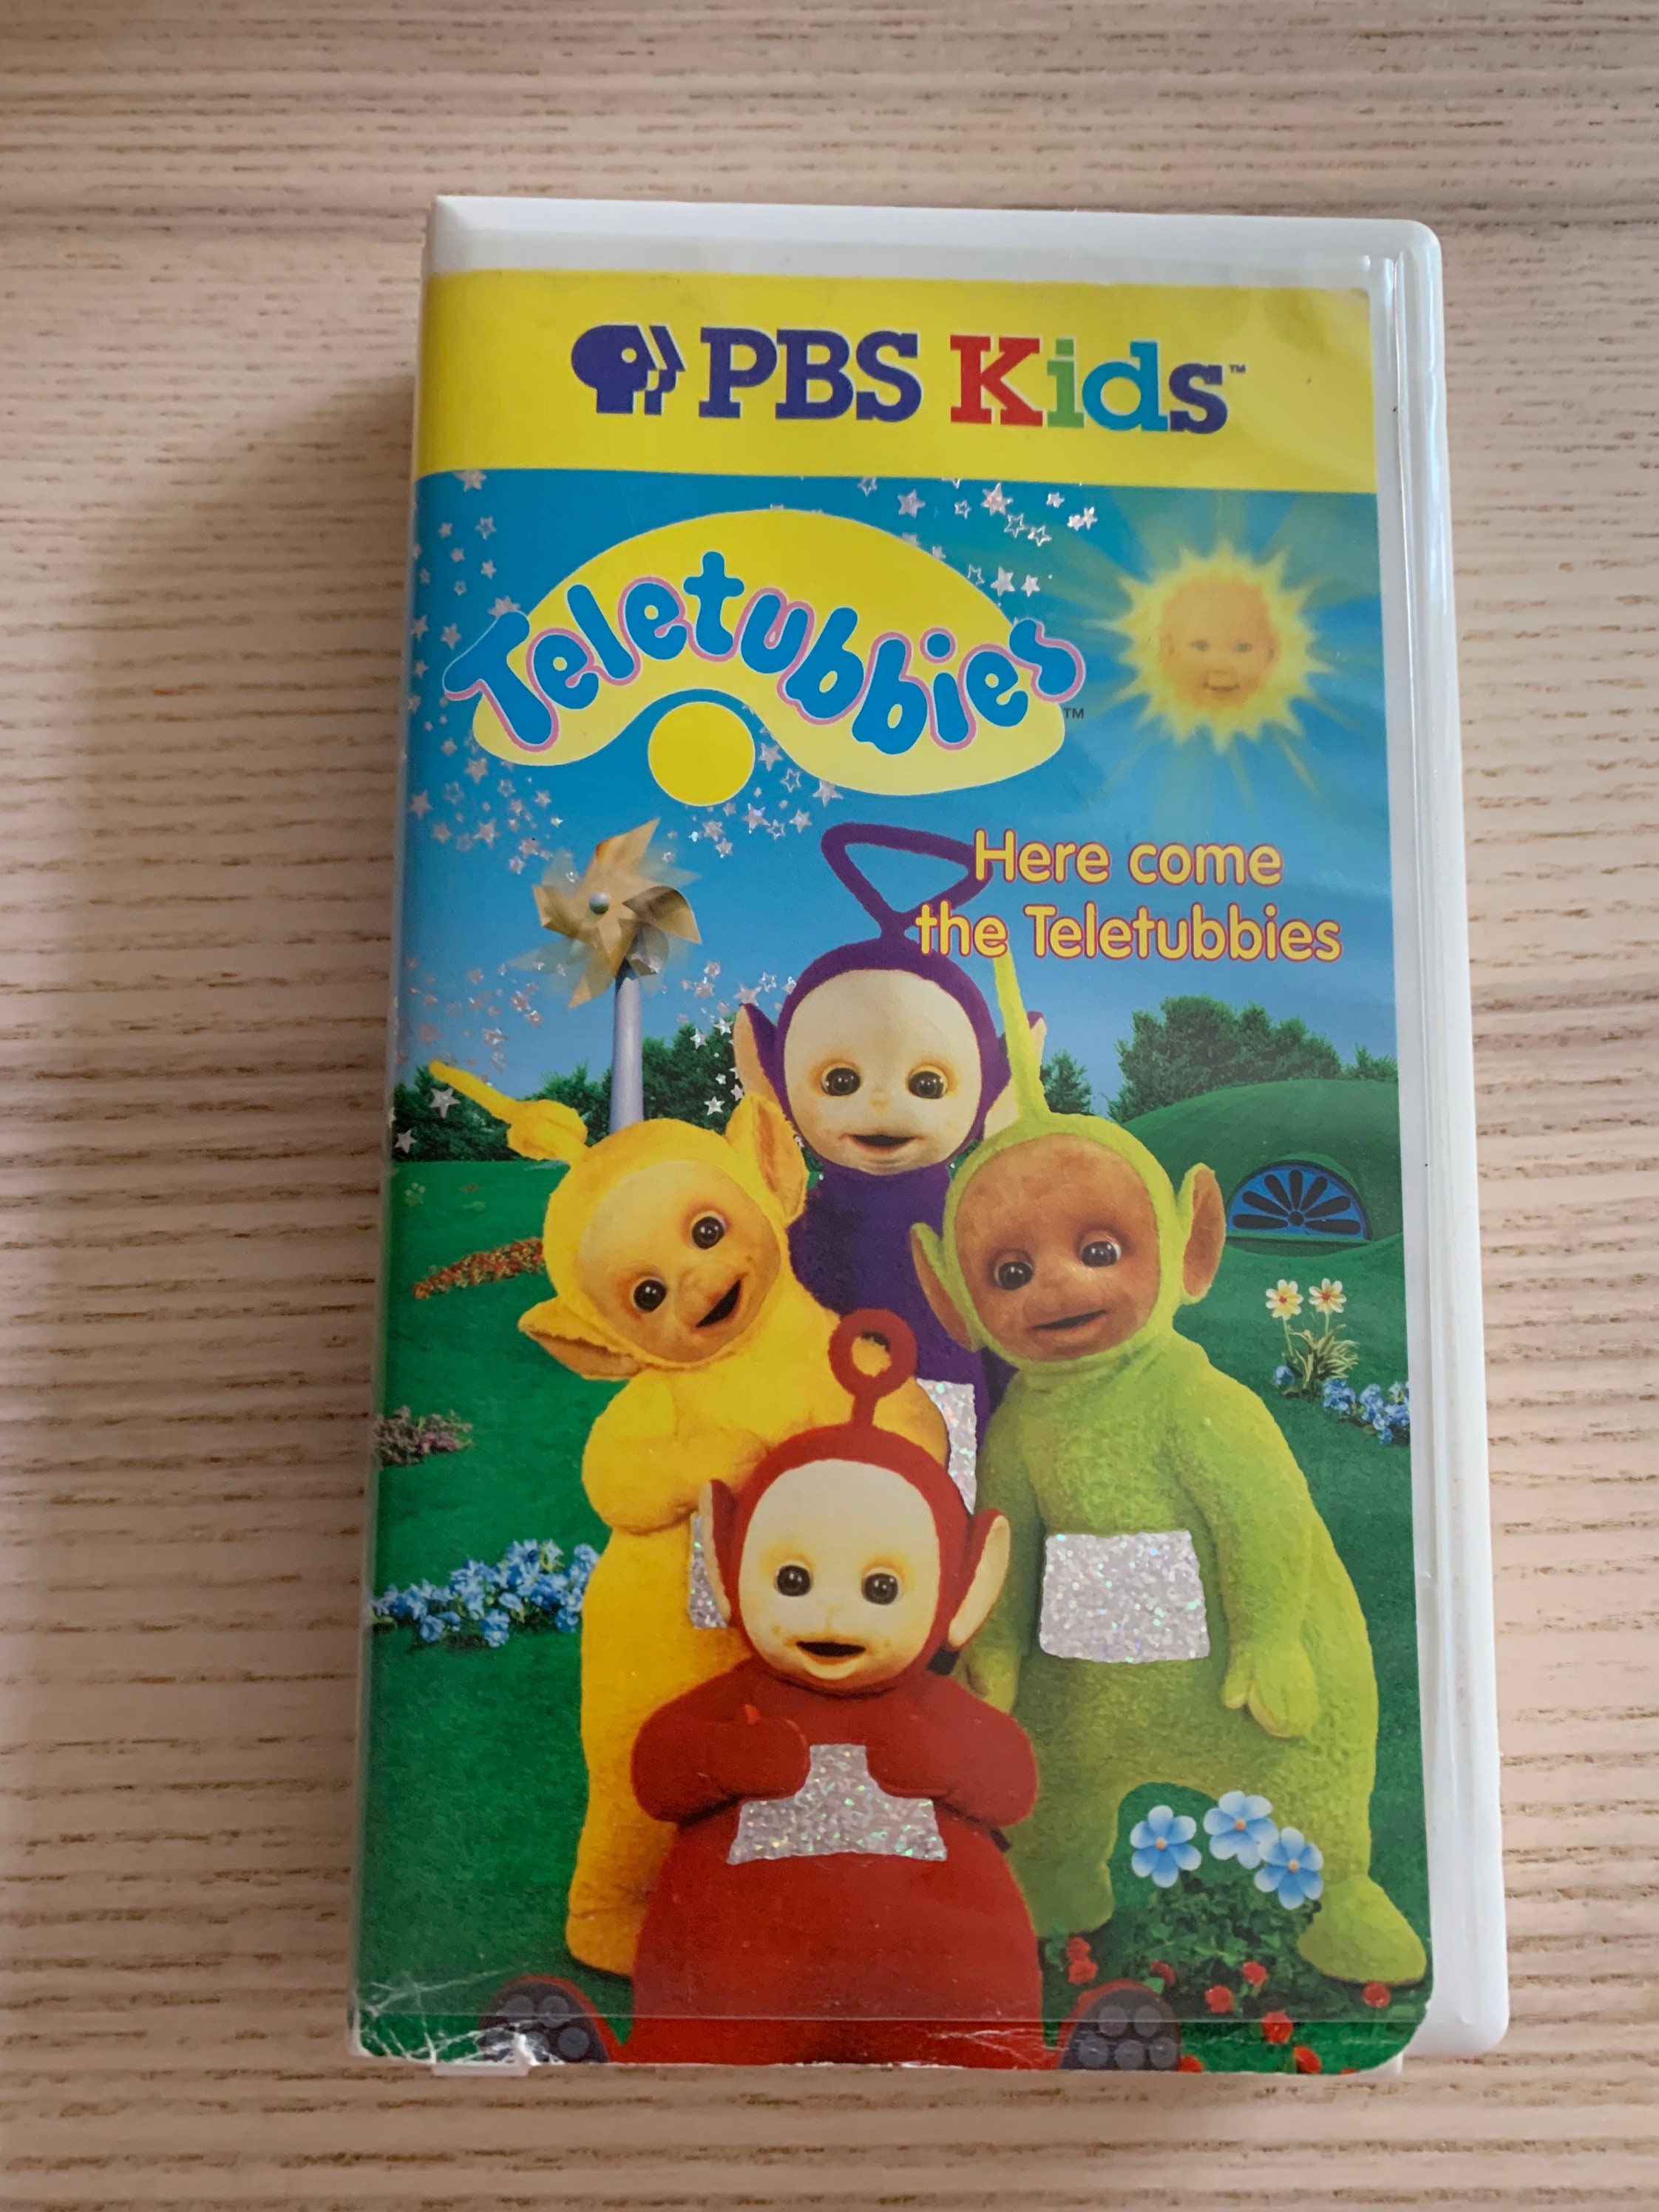 PBS Kids™
Teletubbies™
Here come
the Teletubbies